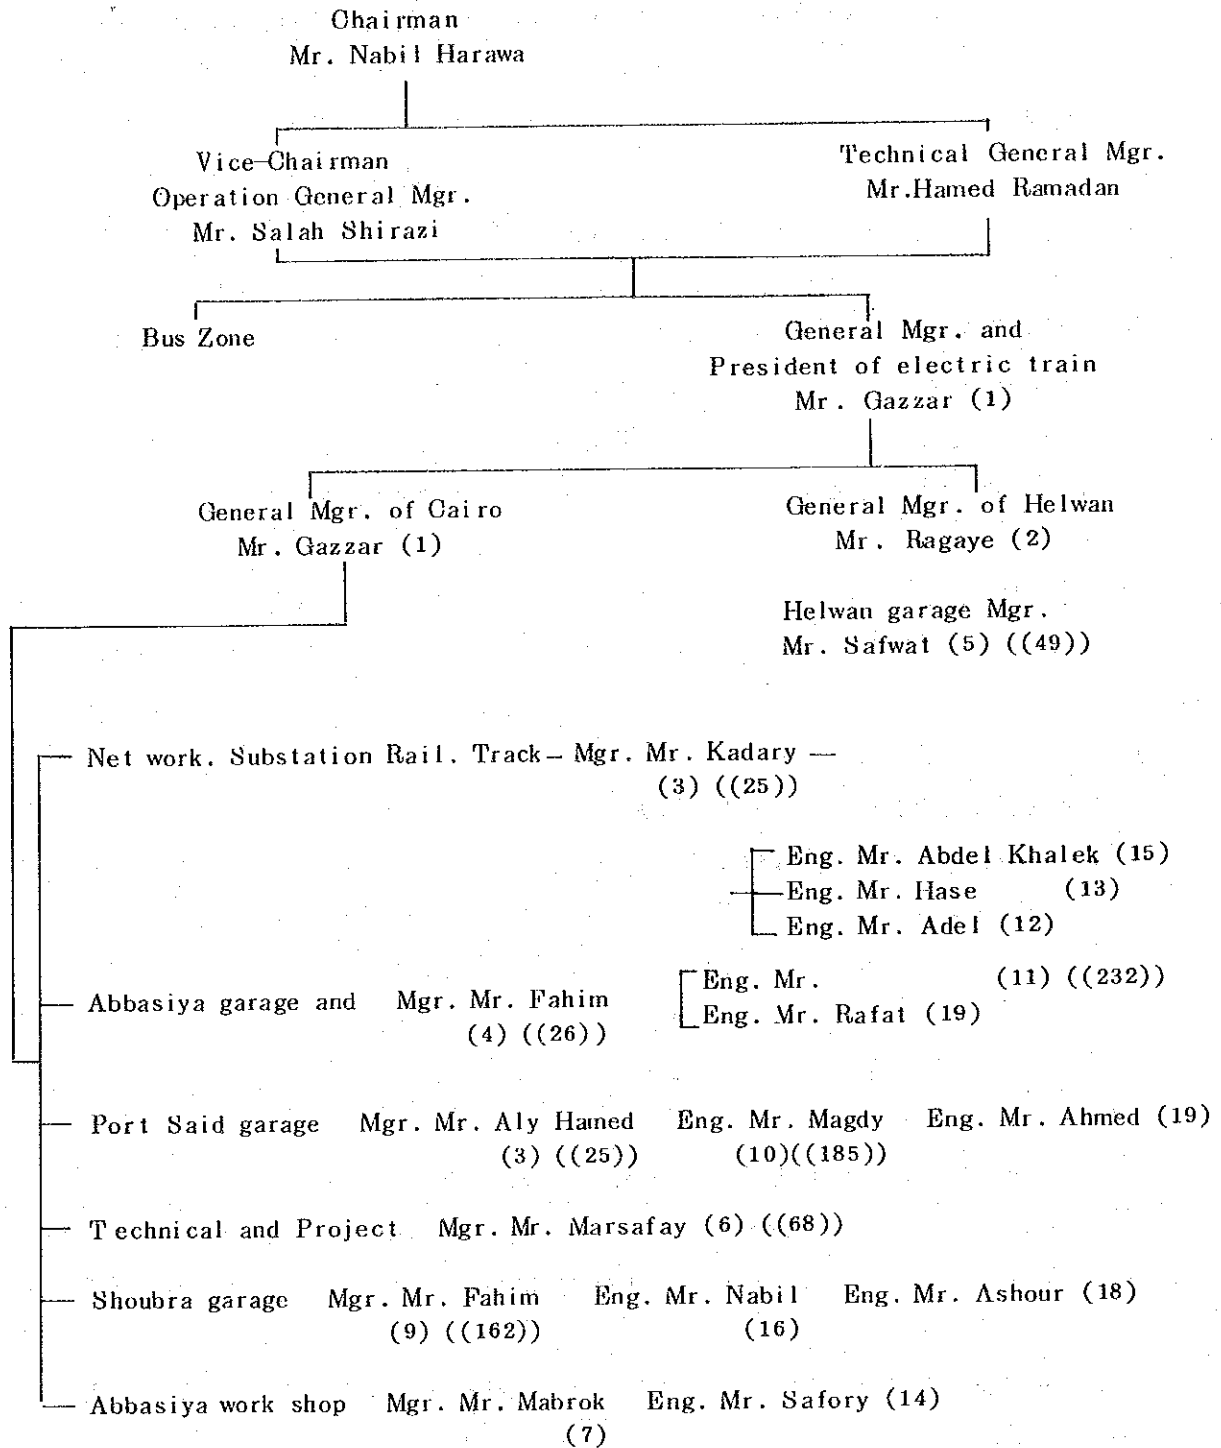 Chairman
Mr. Nabil Harawa
Vice-Chairman
Operation General Mgr.
Mr. Salah Shirazi
Technical General Mgr.
Mr.Hamed Ramadan
Bus Zone
General Mgr. and
President of electric train
Mr. Gazzar (1)
General Mgr. of Cairo
Mr. Gazzar (1)
General Mgr. of Helwan
Mr. Ragaye (2)
Helwan garage Mgr.
Mr. Safwat (5) ((49))
Net work. Substation Rail. Track – Mgr. Mr. Kadary —
(3) ((25))
Eng. Mr. Abdel Khalek (15)
Eng. Mr. Hase (13)
Eng. Mr. Adel (12)
Abbasiya garage and Mgr. Mr. Fahim
(4) ((26))
Eng. Mr. (11) ((232))
Eng. Mr. Rafat (19)
Port Said garage Mgr. Mr. Aly Hamed Eng. Mr. Magdy Eng. Mr. Ahmed (19)
(3) ((25)) (10)((185))
Technical and Project Mgr. Mr. Marsafay (6) ((68))
Shoubra garage Mgr. Mr. Fahim Eng. Mr. Nabil Eng. Mr. Ashour (18)
(9) ((162)) (16)
Abbasiya work shop Mgr. Mr. Mabrok Eng. Mr. Safory (14)
(7)